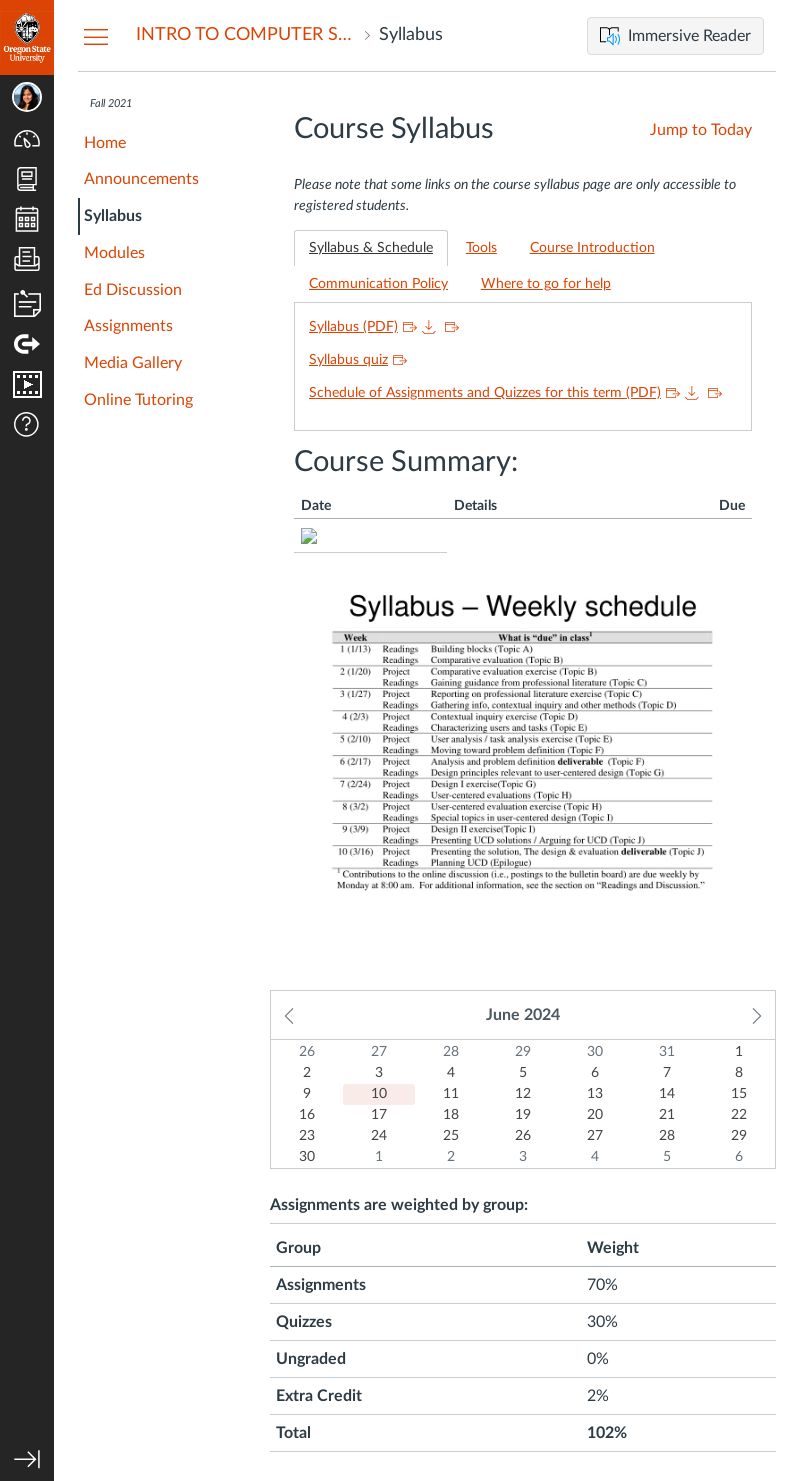 Oregon State
University
INTRO TO COMPUTER S...
Syllabus
Immersive Reader
Fall 2021
Home
Announcements
Syllabus
Modules
Ed Discussion
Assignments
Media Gallery
Online Tutoring
Course Syllabus
Jump to Today
Please note that some links on the course syllabus page are only accessible to
registered students.
Syllabus & Schedule Tools Course Introduction
Communication Policy Where to go for help
Syllabus (PDF)
Syllabus quiz
Schedule of Assignments and Quizzes for this term (PDF)
Course Summary:
Date Details Due
Syllabus – Weekly schedule
Week What is “due” in class1
1 (1/13) Readings Building blocks (Topic A)
Readings Comparative evaluation (Topic B)
2 (1/20) Project Comparative evaluation exercise (Topic B)
Readings Gaining guidance from professional literature (Topic C)
3 (1/27) Project Reporting on professional literature exercise (Topic C)
Readings Gathering info, contextual inquiry and other methods (Topic D)
4 (2/3) Project Contextual inquiry exercise (Topic D)
Readings Characterizing users and tasks (Topic E)
5 (2/10) Project User analysis / task analysis exercise (Topic E)
Readings Moving toward problem definition (Topic F)
6 (2/17) Project Analysis and problem definition deliverable (Topic F)
Readings Design principles relevant to user-centered design (Topic G)
7 (2/24) Project Design I exercise(Topic G)
Readings User-centered evaluations (Topic H)
8 (3/2) Project User-centered evaluation exercise (Topic H)
Readings Special topics in user-centered design (Topic I)
9 (3/9) Project Design II exercise(Topic I)
Readings Presenting UCD solutions / Arguing for UCD (Topic J)
10 (3/16) Project Presenting the solution, The design & evaluation deliverable (Topic J)
Readings Planning UCD (Epilogue)
1 Contributions to the online discussion (i.e., postings to the bulletin board) are due weekly by
Monday at 8:00 am. For additional information, see the section on “Readings and Discussion.”
June 2024
26 27 28 29 30 31 1
2 3 4 5 6 7 8
9 10 11 12 13 14 15
16 17 18 19 20 21 22
23 24 25 26 27 28 29
30 1 2 3 4 5 6
Assignments are weighted by group:
Group Weight
Assignments 70%
Quizzes 30%
Ungraded 0%
Extra Credit 2%
Total 102%